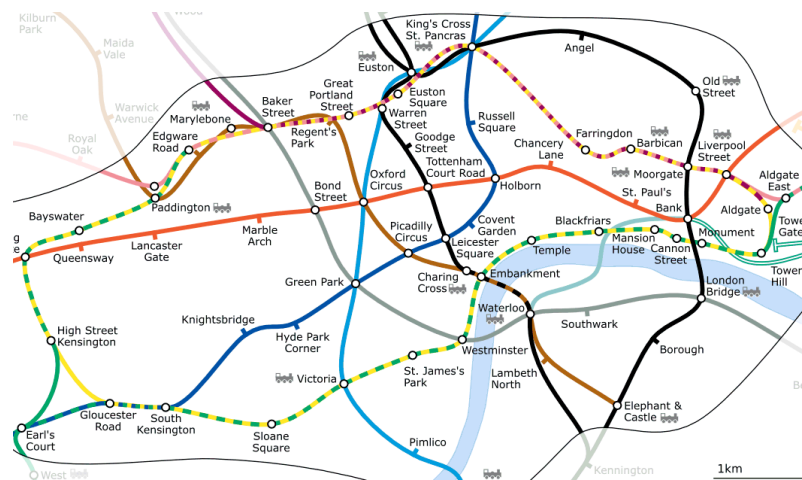 Kilburn
Park
Wood
Maida
Vale
Warwick
Avenue
rne
Royal
Oak
King's Cross
St. Pancras
Euston
Angel
Old
Street
Great
Portland
Street
Euston
Square
Baker
Street
Marylebone
Edgware
Road
Regent's
Park
Warren
Street
Goodge
Street
Russell
Square
Farringdon
Barbican
Liverpool
Street
Moorgate
Chancery
Lane
Tottenham
Court Road
Holborn
Aldgate
East
St. Paul's
Bank
Aldgate
Towe
Gate
Paddington
Bayswater
Bond
Street
Oxford
Circus
g
e
Queensway
Lancaster
Gate
Marble
Arch
Picadilly
Circus
Covent
Garden
Leicester
Square
Blackfriars
Temple
Mansion
House
Cannon
Street
Monument
Tower
Hill
Charing
Cross
Embankment
Green Park
Waterloo
London
Bridge
Southwark
Knightsbridge
Hyde Park
Corner
Westminster
High Street
Kensington
Borough
St. James's
Park
Lambeth
North
Victoria
Gloucester
Road
South
Kensington
Elephant &
Castle
Earl's
Court
Sloane
Square
Pimlico
West
Kennington
Be
1km